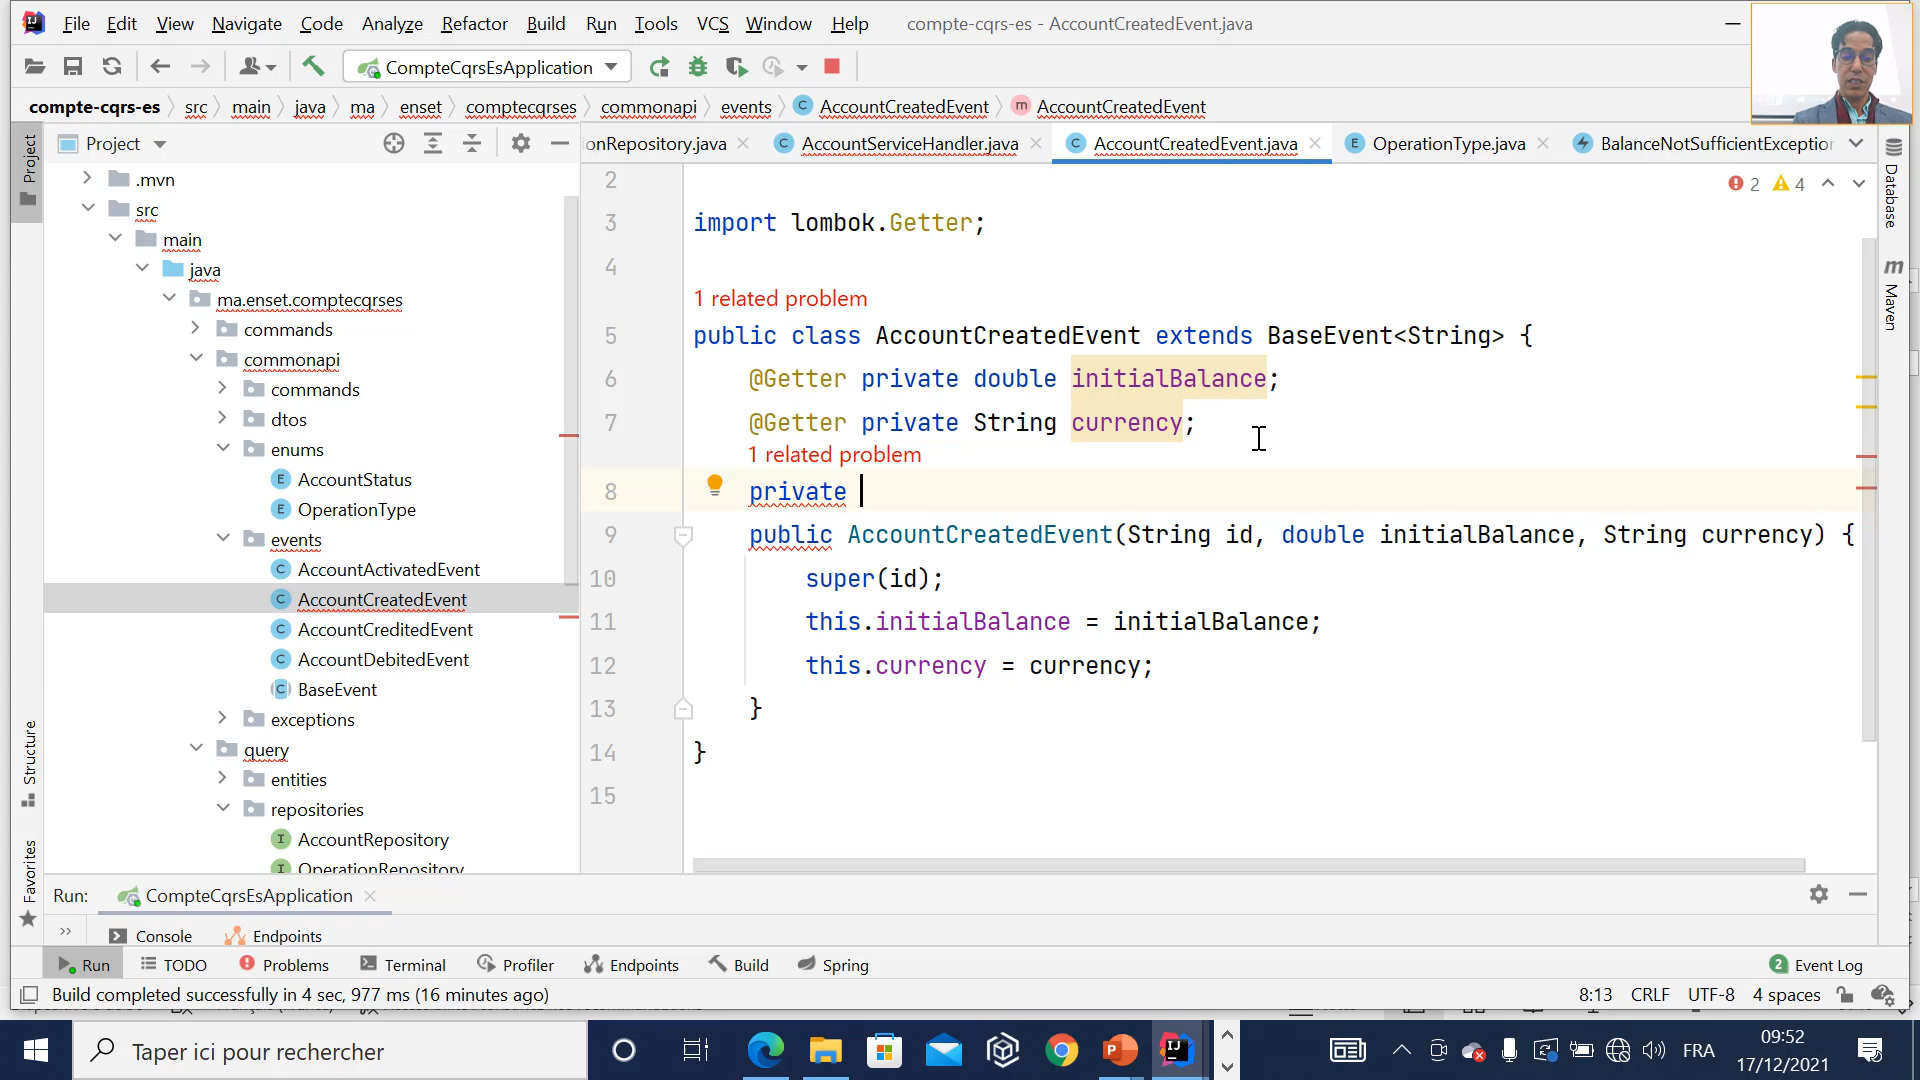 File Edit View Navigate Code Analyze Refactor Build Run Tools VCS Window Help compte-cqrs-es - AccountCreatedEvent.java
CompteCqrsEsApplication
compte-cqrs-es src main java ma enset comptecqrses commonapi events AccountCreatedEvent AccountCreatedEvent
Project onRepository.java AccountServiceHandler.java AccountCreatedEvent.java OperationType.java BalanceNotSufficientExceptio
Project
Structure
Favorites
Database
Maven
.mvn
src
main
java
ma.enset.comptecqrses
commands
commonapi
commands
dtos
enums
AccountStatus
OperationType
events
AccountActivatedEvent
AccountCreatedEvent
AccountCreditedEvent
AccountDebitedEvent
BaseEvent
exceptions
query
entities
repositories
AccountRepository
OperationRepository
2 4
2
3 import lombok.Getter;
4
1 related problem
5 public class AccountCreatedEvent extends BaseEvent<String> {
6 @Getter private double initialBalance;
7 @Getter private String currency;
1 related problem
8 private
9 public AccountCreatedEvent(String id, double initialBalance, String currency) {
10 super(id);
11 this.initialBalance = initialBalance;
12 this.currency = currency;
13 }
14 }
15
Run: CompteCqrsEsApplication
Console Endpoints
Run TODO Problems Terminal Profiler Endpoints Build Spring 2 Event Log
Build completed successfully in 4 sec, 977 ms (16 minutes ago) 8:13 CRLF UTF-8 4 spaces
Taper ici pour rechercher FRA 09:52
17/12/2021